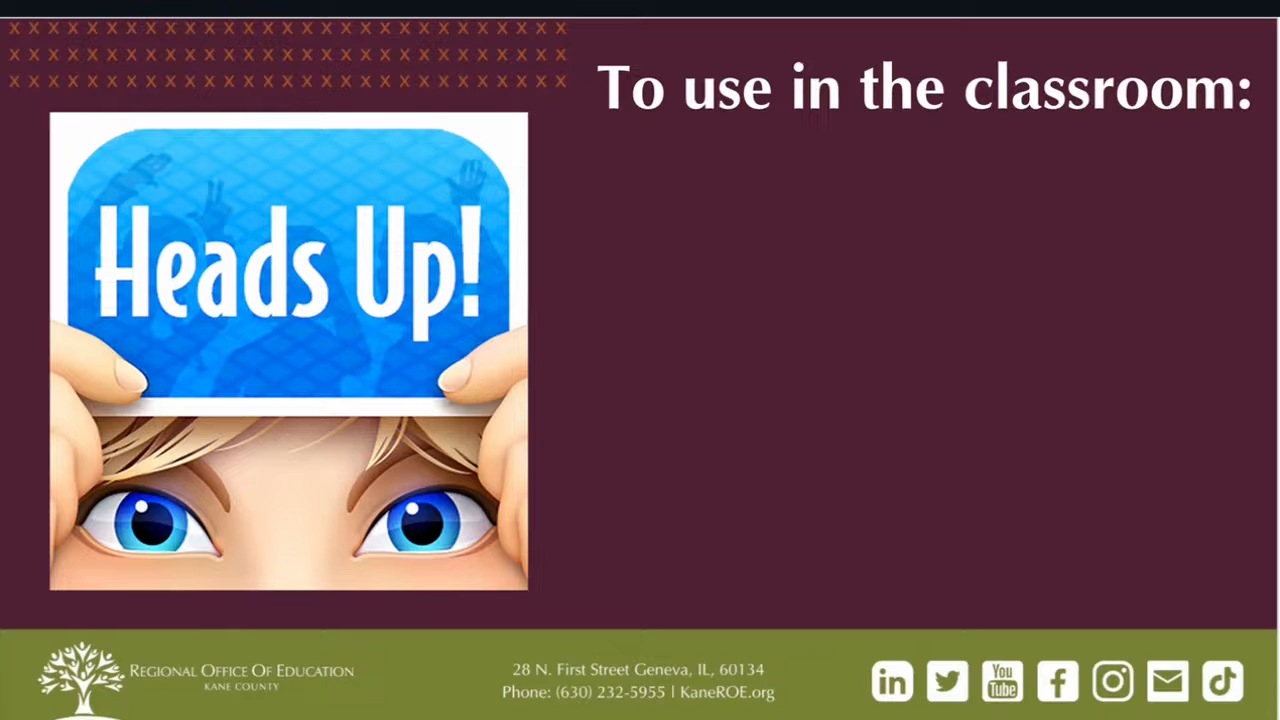 To use in the classroom:
Heads Up!
REGIONAL OFFICE OF EDUCATION
KANE COUNTY
28 N. First Street Geneva, IL, 60134
Phone: (630) 232-5955 | KaneROE.org
in
You
Tube
f